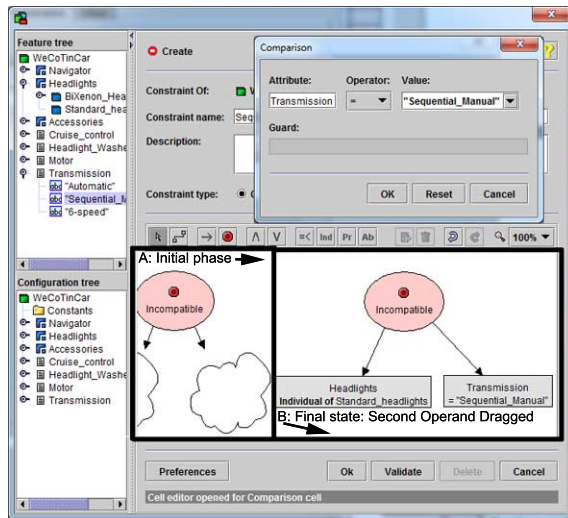 Feature tree
WeCoTinCar
Navigator
Headlights
BiXenon_Hea
Standard_hea
Accessories
Cruise_control
Headlight_Washe
Motor
Transmission
"Automatic"
"Sequential_M
"6-speed"
Create
Constraint Of:
Constraint name: Seq
Description:
Constraint type:
Comparison
Attribute: Operator: Value:
Transmission = "Sequential_Manual"
Guard:
OK Reset Cancel
=< Ind Pr Ab 100%
Configuration tree
WeCoTinCar
Constants
Navigator
Headlights
Accessories
Cruise_control
Headlight_Washe
Motor
Transmission
A: Initial phase
Incompatible
Incompatible
Headlights
Individual of Standard_headlights
Transmission
= "Sequential_Manual"
B: Final state: Second Operand Dragged
Preferences Ok Validate Delete Cancel
Cell editor opened for Comparison cell